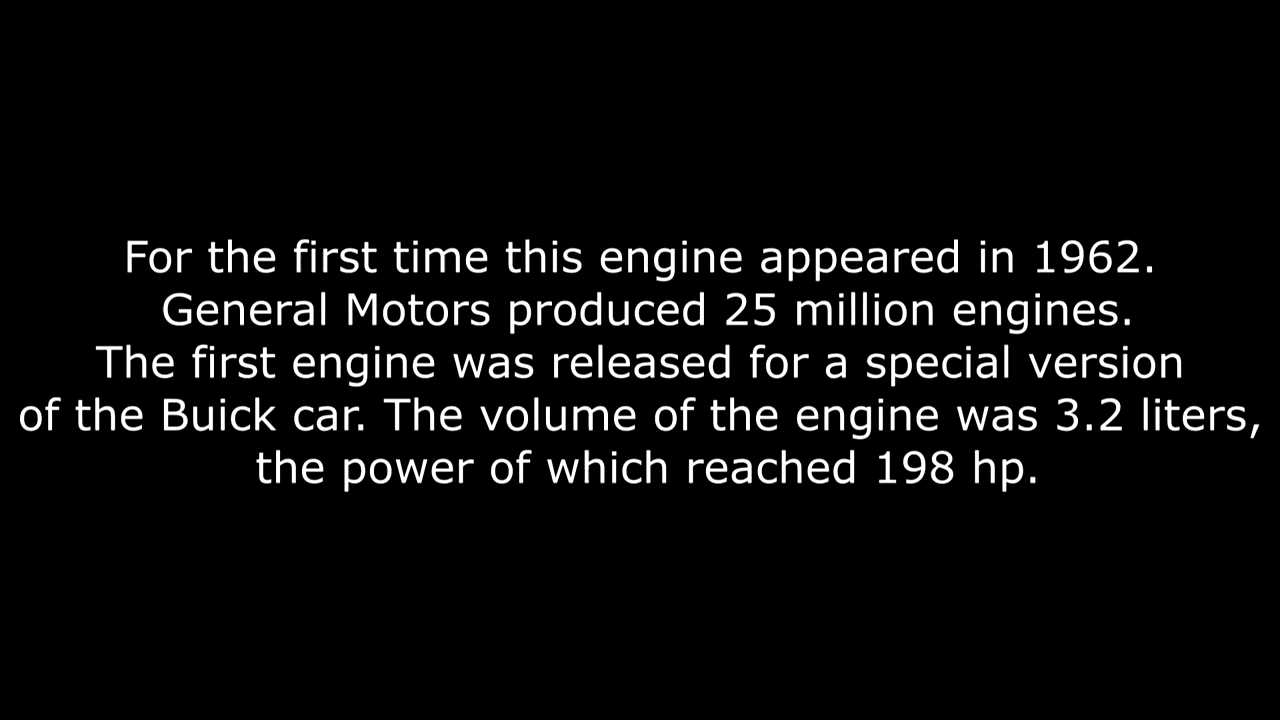 For the first time this engine appeared in 1962.
General Motors produced 25 million engines.
The first engine was released for a special version
of the Buick car. The volume of the engine was 3.2 liters,
the power of which reached 198 hp.